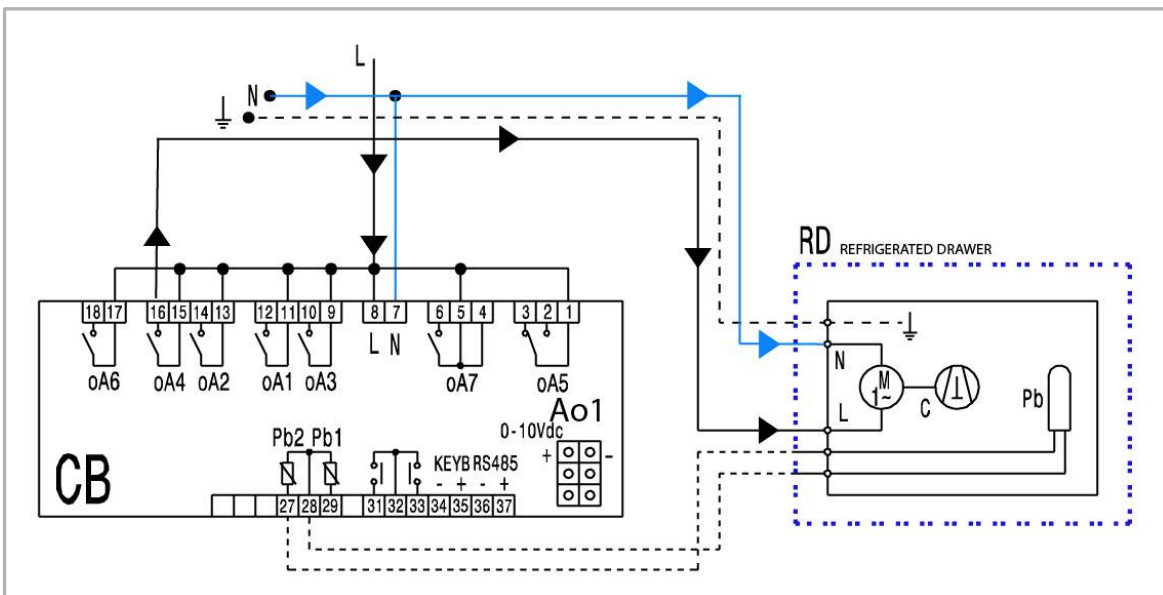 L
N
RD REFRIGERATED DRAWER
18 17 16 15 14 13 12 11 10 9 8 7 6 5 4 3 2 1
L N
oA6 oA4 oA2 oA1 oA3 oA7 oA5
N
M
1~
C
Pb
L
Ao1
0-10Vdc
+ -
Pb2 Pb1
KEYB RS485
- + - +
CB
27 28 29 31 32 33 34 35 36 37